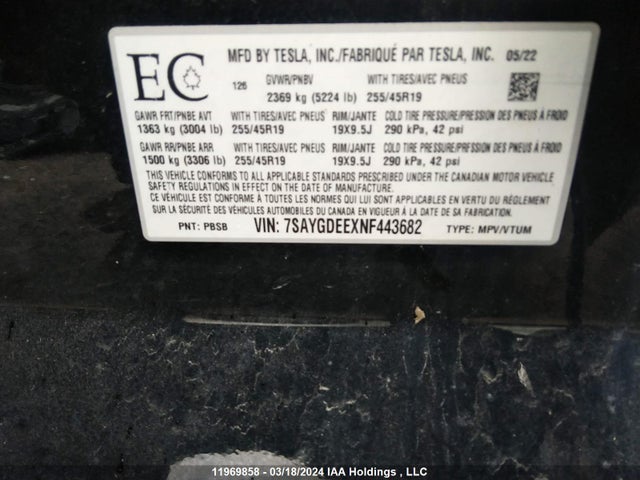 EC
MFD BY TESLA, INC./FABRIQUÉ PAR TESLA, INC. 05/22
126
GVWR/PNBV WITH TIRES/AVEC PNEUS
2369 kg (5224 lb) 255/45R19
GAWR FRT/PNBE AVT WITH TIRES/AVEC PNEUS RIM/JANTE COLD TIRE PRESSURE/PRESSION DES PNEUS À FROID
1363 kg (3004 lb) 255/45R19 19X9.5J 290 kPa, 42 psi
GAWR RR/PNBE ARR WITH TIRES/AVEC PNEUS RIM/JANTE COLD TIRE PRESSURE/PRESSION DES PNEUS À FROID
1500 kg (3306 lb) 255/45R19 19X9.5J 290 kPa, 42 psi
THIS VEHICLE CONFORMS TO ALL APPLICABLE STANDARDS PRESCRIBED UNDER THE CANADIAN MOTOR VEHICLE
SAFETY REGULATIONS IN EFFECT ON THE DATE OF MANUFACTURE.
CE VÉHICULE EST CONFORME À TOUTES LES NORMES QUI LUI SONT APPLICABLES EN VERTU DU RÈGLEMENT
SUR LA SÉCURITÉ DES VÉHICULES AUTOMOBILES DU CANADA EN VIGUEUR À LA DATE DE SA FABRICATION.
PNT: PBSB VIN: 7SAYGDEEXNF443682 TYPE: MPV/VTUM
11969858 - 03/18/2024 IAA Holdings , LLC